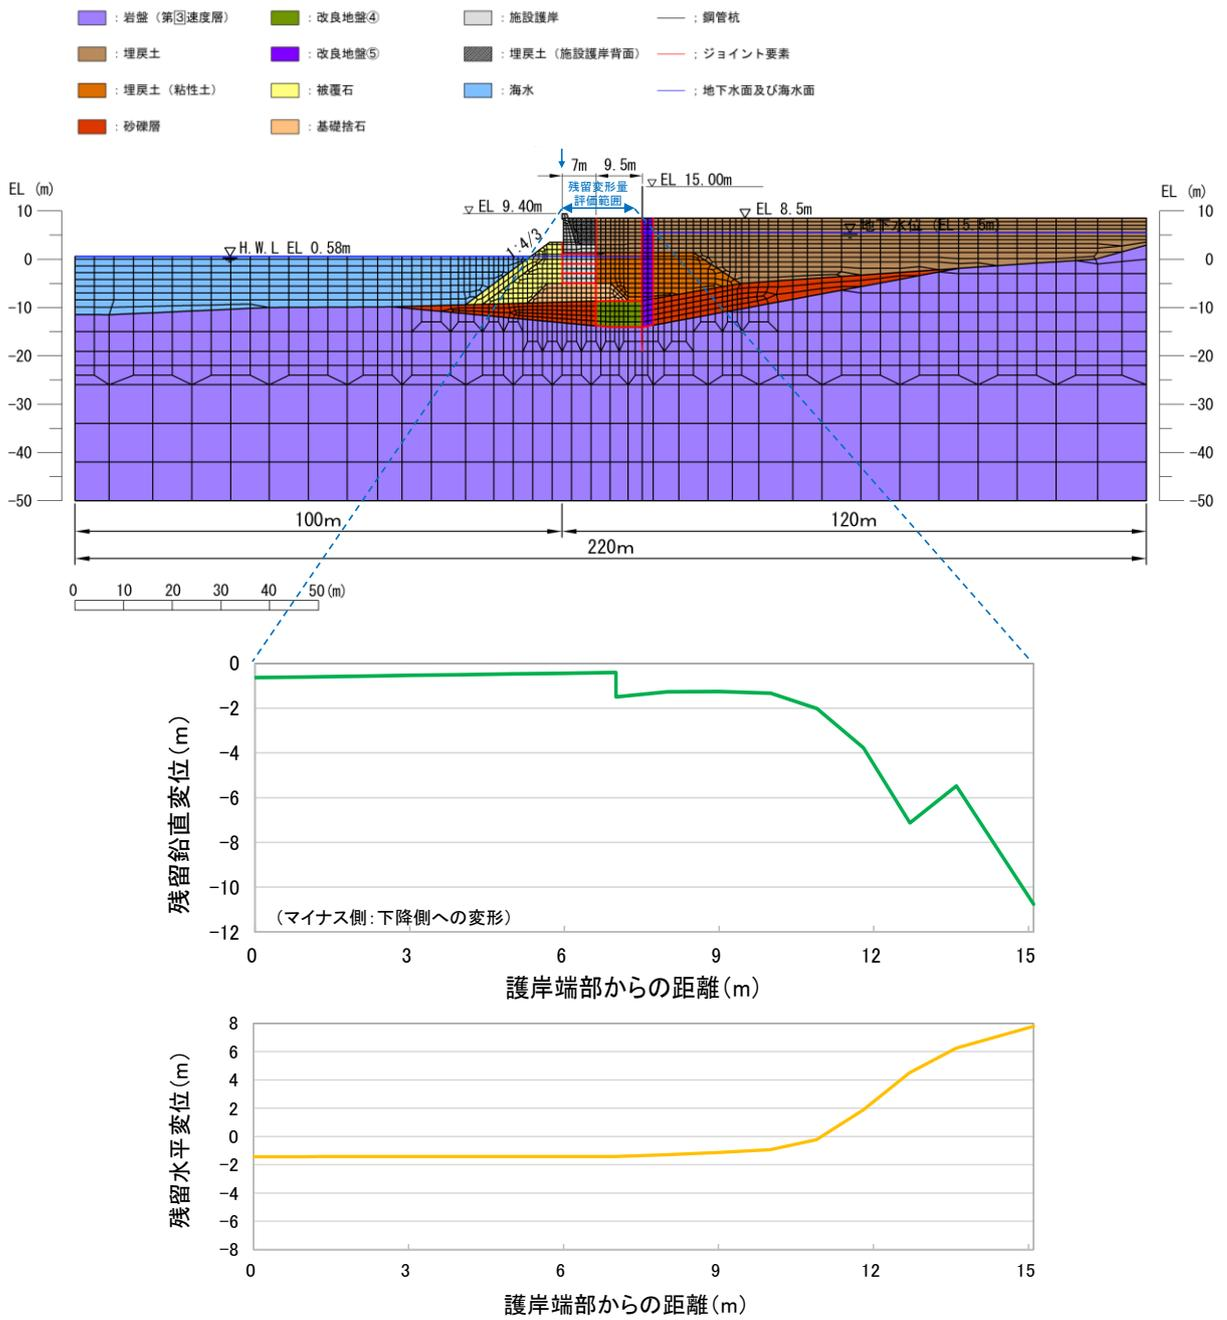 ：岩盤（第3速度層）　：改良地盤④　：施設護岸　；鋼管杭
：埋戻土　：改良地盤⑤　：埋戻土（施設護岸背面）　；ジョイント要素
：埋戻土（粘性土）　：被覆石　：海水　；地下水面及び海水面
：砂礫層　：基礎捨石
7m 9.5m
EL 15.00m
EL (m) EL (m)
残留変形量
評価範囲
EL 9.40m EL 8.5m
10 10
地下水位 (EL 5.5m)
1:4/3
H.W.L EL 0.58m
0 0
-10 -10
-20 -20
-30 -30
-40 -40
-50 -50
100m 120m
220m
0 10 20 30 40 50(m)
残留鉛直変位(m)
0
-2
-4
-6
-8
-10
-12
（マイナス側：下降側への変形）
0 3 6 9 12 15
護岸端部からの距離(m)
残留水平変位(m)
8
6
4
2
0
-2
-4
-6
-8
0 3 6 9 12 15
護岸端部からの距離(m)